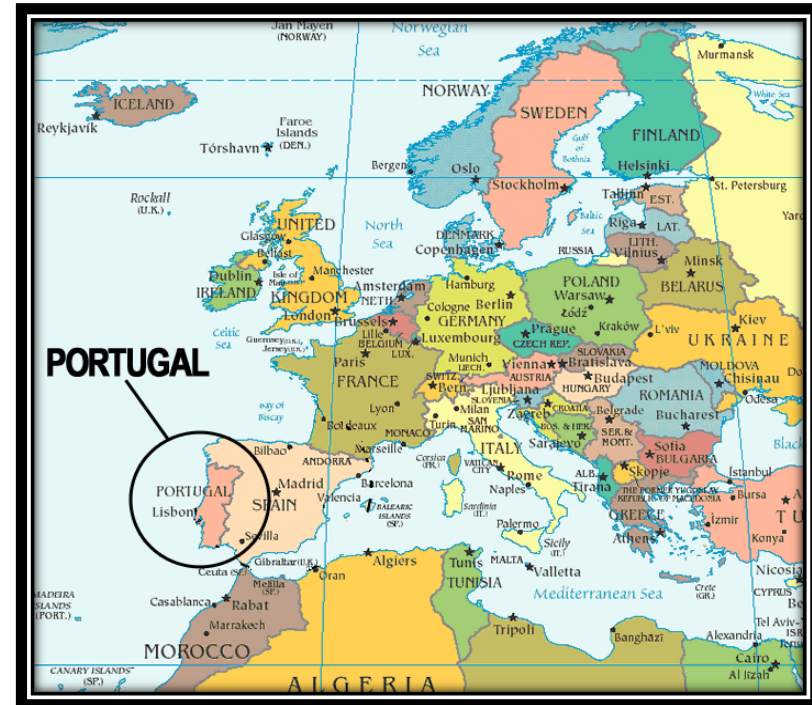 Jan Mayen
(NORWAY)
Norwegian
Sea
Murmansk
White Sea
ICELAND
Reykjavík
NORWAY
SWEDEN
FINLAND
Faroe
Islands
(DEN.)
Tórshavn
Gulf
of
Bothnia
Bergen
Oslo
Helsinki
Stockholm
Tallinn
St. Petersburg
EST.
Rockall
(U.K.)
North
Sea
Baltic
Sea
Riga
LAT.
UNITED
KINGDOM
Glasgow
Belfast
DENMARK
Copenhagen
LITH.
Vilnius
RUSSIA
Minsk
BELARUS
Dublin
IRELAND
Isle of
Manchester
Amsterdam
NETH.
Hamburg
Berlin
POLAND
Warsaw
Łódź
London
Celtic
Sea
Brussels
BELGIUM
Lille
Cologne
GERMANY
Prague
CZECH REP.
Kraków
L'viv
Kiev
UKRAINE
Guernsey(U.K.)
Jersey(U.K.)
LUX.
Luxembourg
Paris
PORTUGAL
FRANCE
Munich
LIECH.
SWITZ.
Bern
Vienna
AUSTRIA
SLOVAKIA
Bratislava
Budapest
HUNGARY
MOLDOVA
Chisinau
Odesa
Bay of
Biscay
Lyon
Bordeaux
Milan
Turin
SAN
MARINO
Ljubljana
SLOVENIA
Zagreb
CROATIA
BOS. & HER.
Sarajevo
Belgrade
SER.&
MONT.
ROMANIA
Bucharest
MONACO
Marseille
ITALY
Sofia
BULGARIA
Bilbao
ANDORRA
Corsica
(FR.)
VATICAN
CITY
Rome
Naples
ALB.
Tirana
Skopje
THE FORMER YUGOSLAV
REPUBLIC OF MACEDONIA
İstanbul
Bursa
PORTUGAL
Lisbon
Madrid
SPAIN
Barcelona
Valencia
BALEARIC
ISLANDS
(SP.)
Sardinia
(IT.)
GREECE
Athens
İzmir
Konya
Sevilla
Palermo
Sicily
(IT.)
Ceuta (SP.)
Gibraltar(U.K.)
Melilla
(SP.)
Oran
Algiers
Tunis
TUNISIA
MALTA
Valletta
Mediterranean Sea
Crete
(GR.)
Nicosia
CYPRUS
MADEIRA
ISLANDS
(PORT.)
Casablanca
Rabat
Marrakech
MOROCCO
Tripoli
Banghāzī
Alexandria
Tel Aviv-
Cairo
Al Jīzah
CANARY ISLANDS
(SP.)
ALGERIA